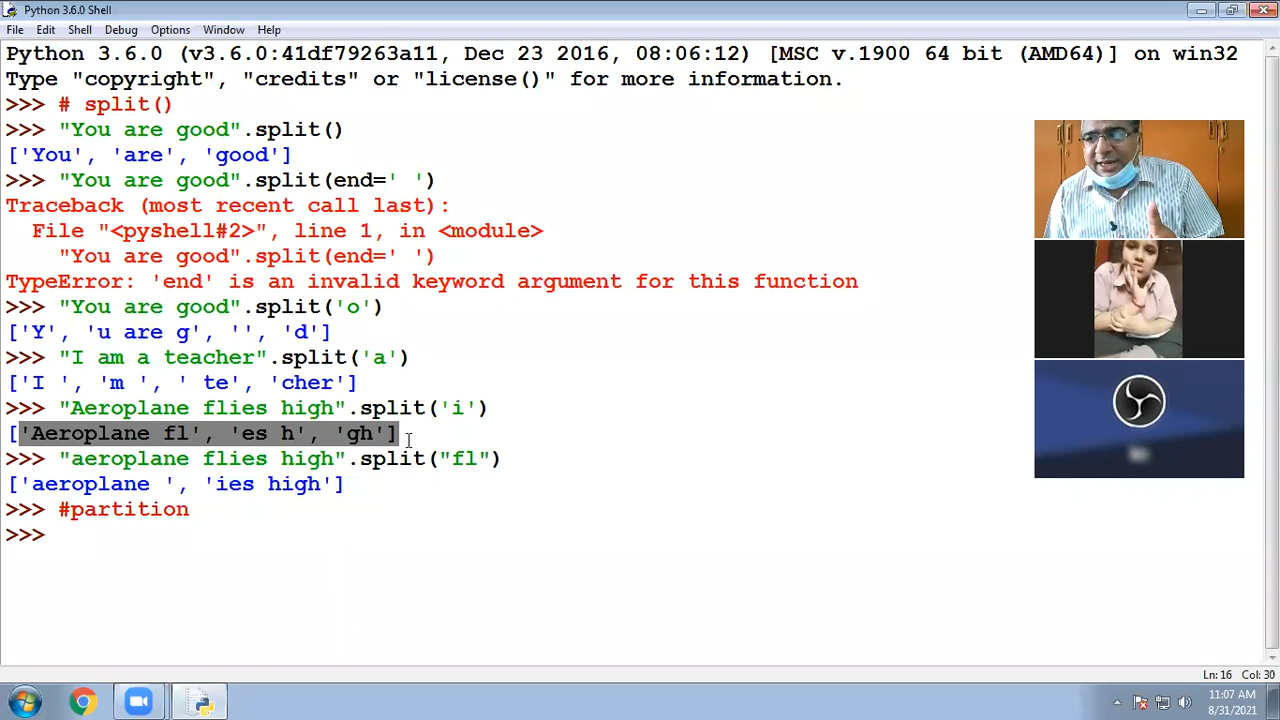 Python 3.6.0 Shell
File Edit Shell Debug Options Window Help
Python 3.6.0 (v3.6.0:41df79263a11, Dec 23 2016, 08:06:12) [MSC v.1900 64 bit (AMD64)] on win32
Type "copyright", "credits" or "license()" for more information.
>>> # split()
>>> "You are good".split()
['You', 'are', 'good']
>>> "You are good".split(end=' ')
Traceback (most recent call last):
  File "<pyshell#2>", line 1, in <module>
    "You are good".split(end=' ')
TypeError: 'end' is an invalid keyword argument for this function
>>> "You are good".split('o')
['Y', 'u are g', '', 'd']
>>> "I am a teacher".split('a')
['I ', 'm ', ' te', 'cher']
>>> "Aeroplane flies high".split('i')
['Aeroplane fl', 'es h', 'gh']
>>> "aeroplane flies high".split("fl")
['aeroplane ', 'ies high']
>>> #partition
>>>
Ln: 16 Col: 30
11:07 AM
8/31/2021